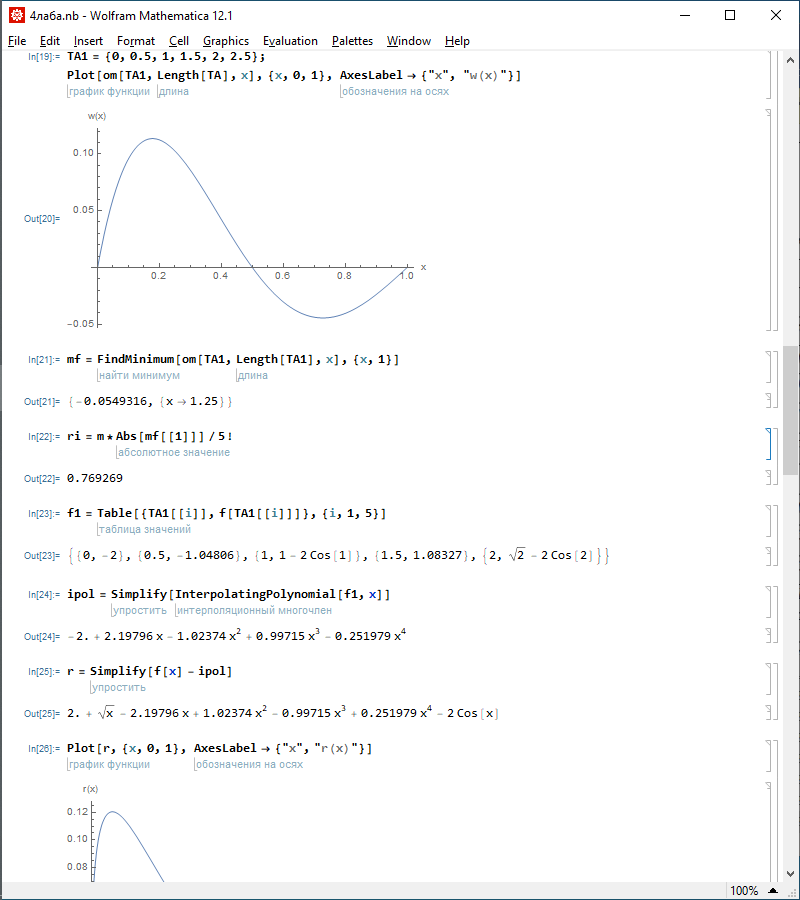 4лаба.nb - Wolfram Mathematica 12.1
File Edit Insert Format Cell Graphics Evaluation Palettes Window Help
In[19]:= TA1 = {0, 0.5, 1, 1.5, 2, 2.5};
Plot[om[TA1, Length[TA], x], {x, 0, 1}, AxesLabel → {"x", "w(x)"}]
график функции длина обозначения на осях
w(x)
0.10
0.05
Out[20]=
0.2 0.4 0.6 0.8 1.0 x
-0.05
In[21]:= mf = FindMinimum[om[TA1, Length[TA1], x], {x, 1}]
найти минимум длина
Out[21]= {-0.0549316, {x → 1.25}}
In[22]:= ri = m * Abs[mf[[1]]] / 5!
абсолютное значение
Out[22]= 0.769269
In[23]:= f1 = Table[{TA1[[i]], f[TA1[[i]]]}, {i, 1, 5}]
таблица значений
Out[23]= {{0, -2}, {0.5, -1.04806}, {1, 1 - 2 Cos[1]}, {1.5, 1.08327}, {2, √2 - 2 Cos[2]}}
In[24]:= ipol = Simplify[InterpolatingPolynomial[f1, x]]
упростить интерполяционный многочлен
Out[24]= -2. + 2.19796 x - 1.02374 x² + 0.99715 x³ - 0.251979 x⁴
In[25]:= r = Simplify[f[x] - ipol]
упростить
Out[25]= 2. + √x - 2.19796 x + 1.02374 x² - 0.99715 x³ + 0.251979 x⁴ - 2 Cos[x]
In[26]:= Plot[r, {x, 0, 1}, AxesLabel → {"x", "r(x)"}]
график функции обозначения на осях
r(x)
0.12
0.10
0.08
100%